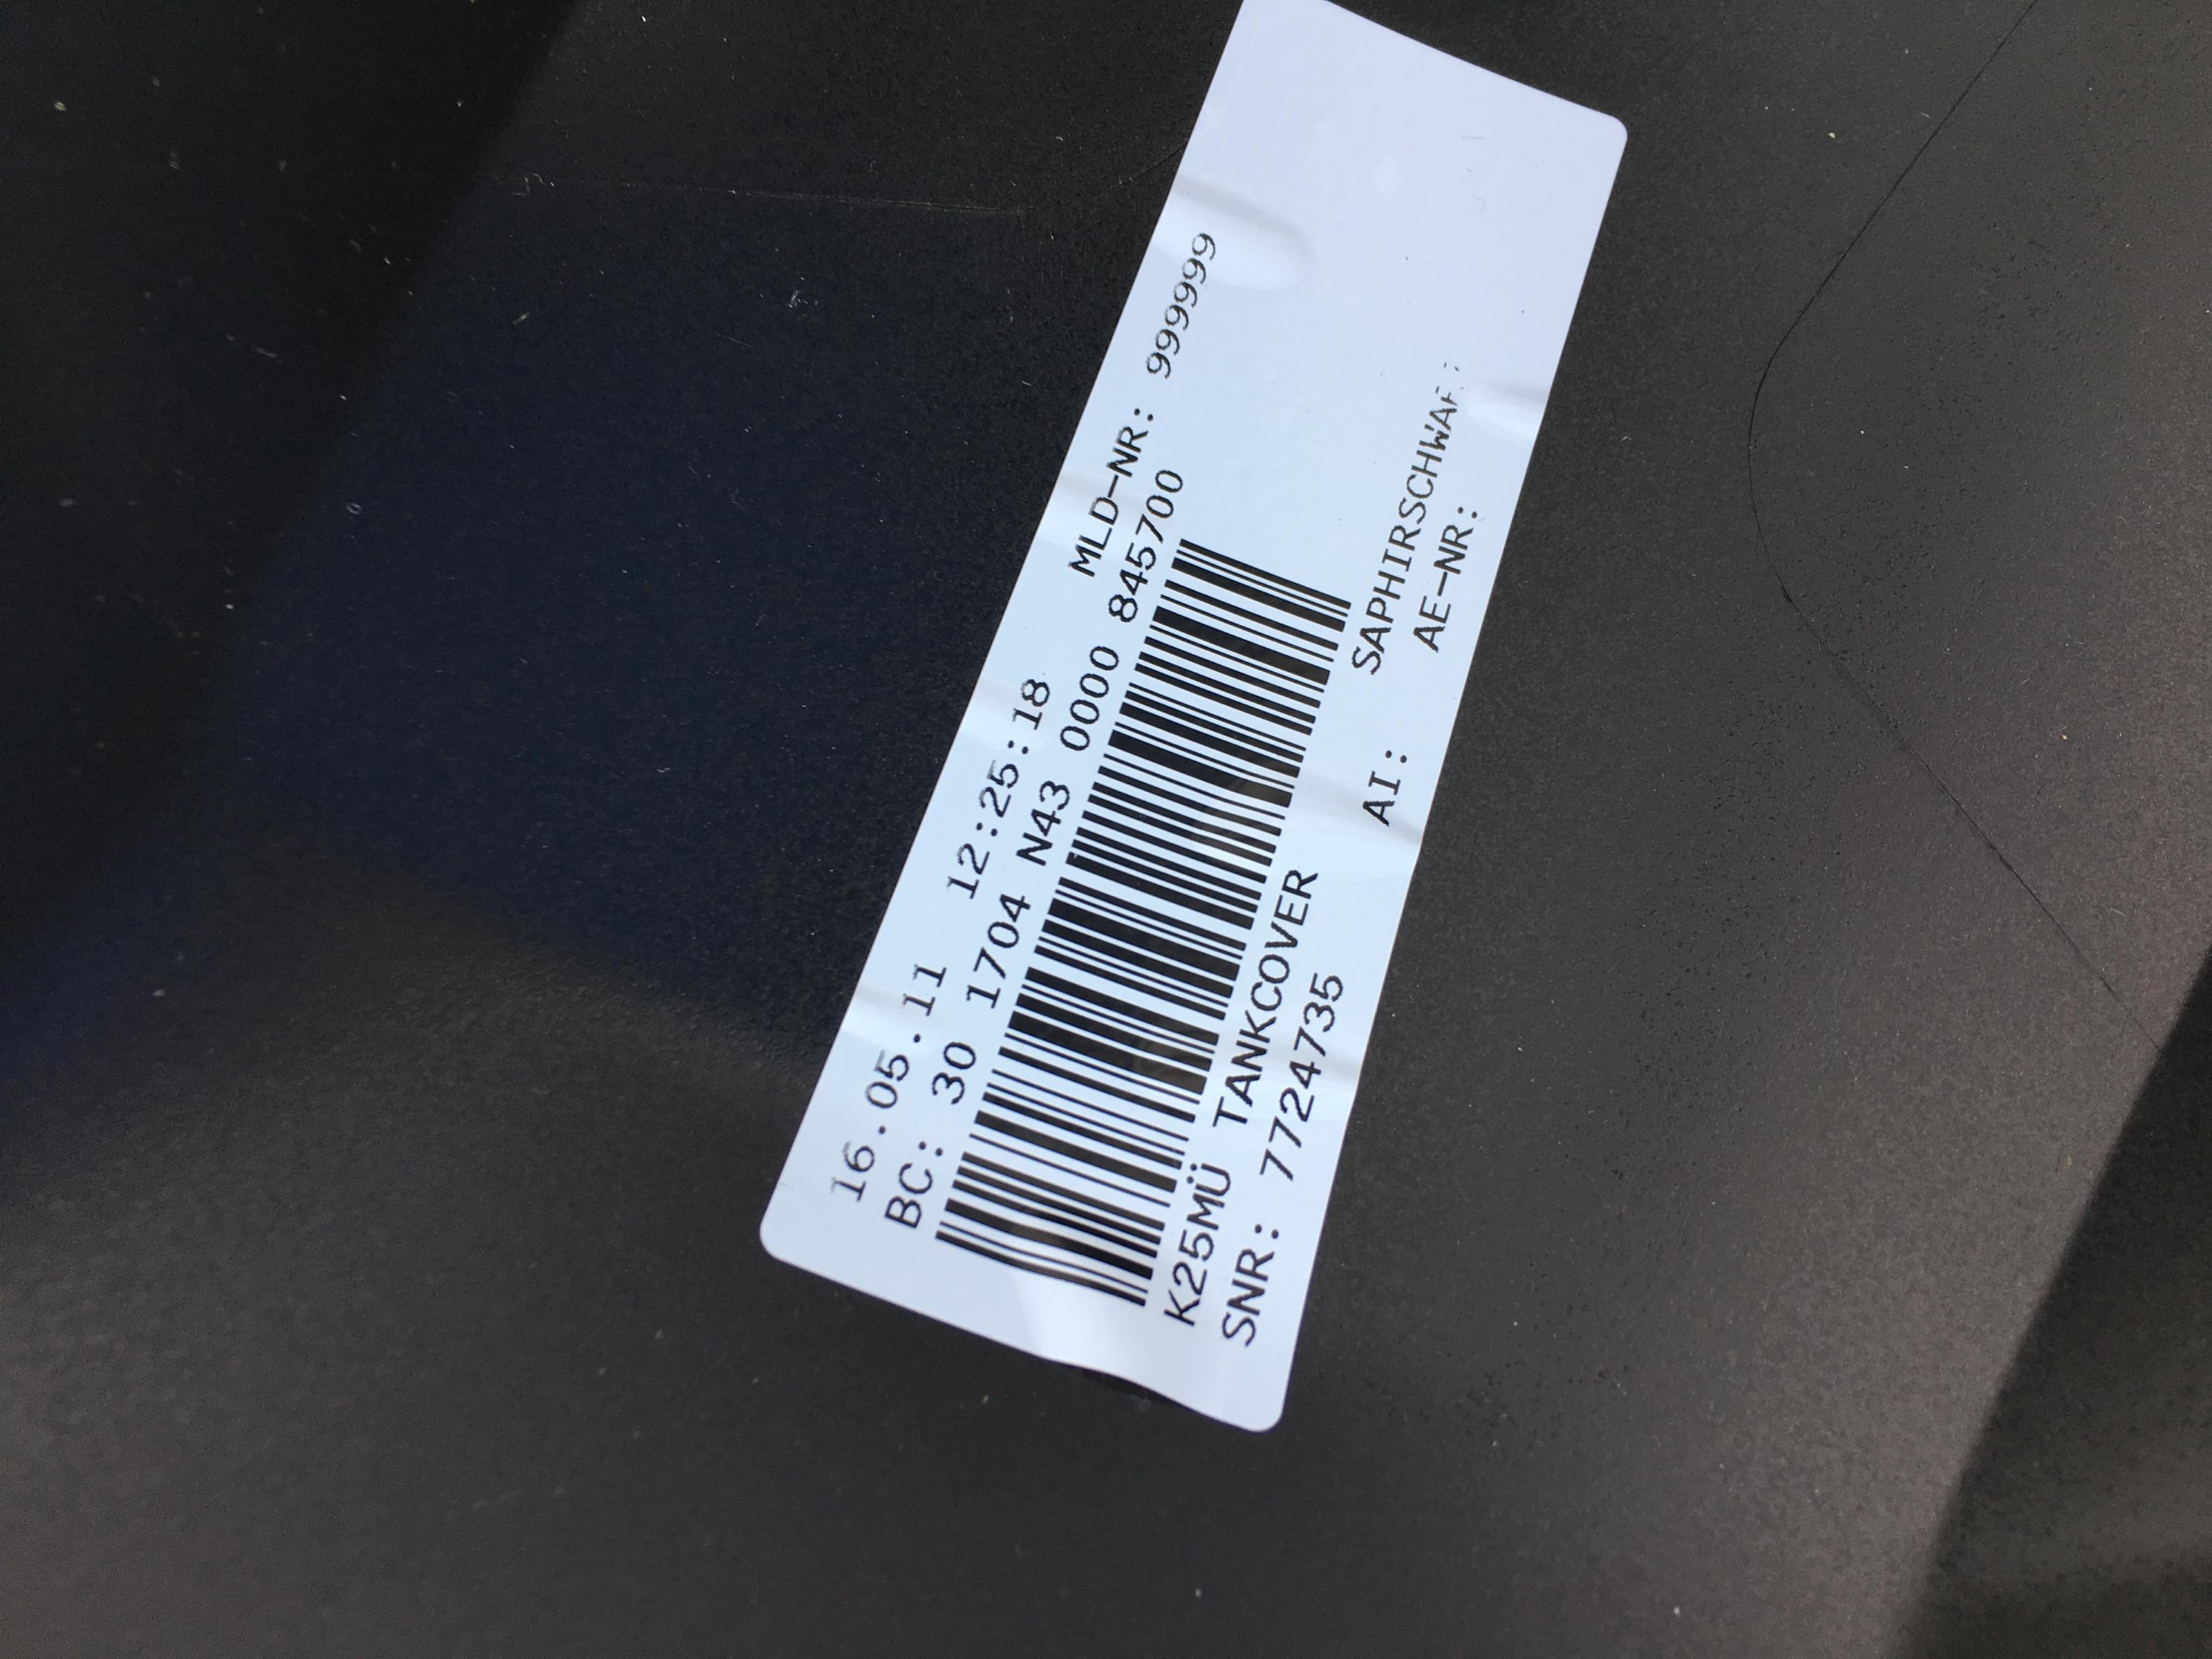 16.05.11 12:25:18 MLD-NR: 999999
BC: 30 1704 N43 0000 845700
K25MÜ TANKCOVER AI: SAPHIRSCHWAR
SNR: 7724735 AE-NR: